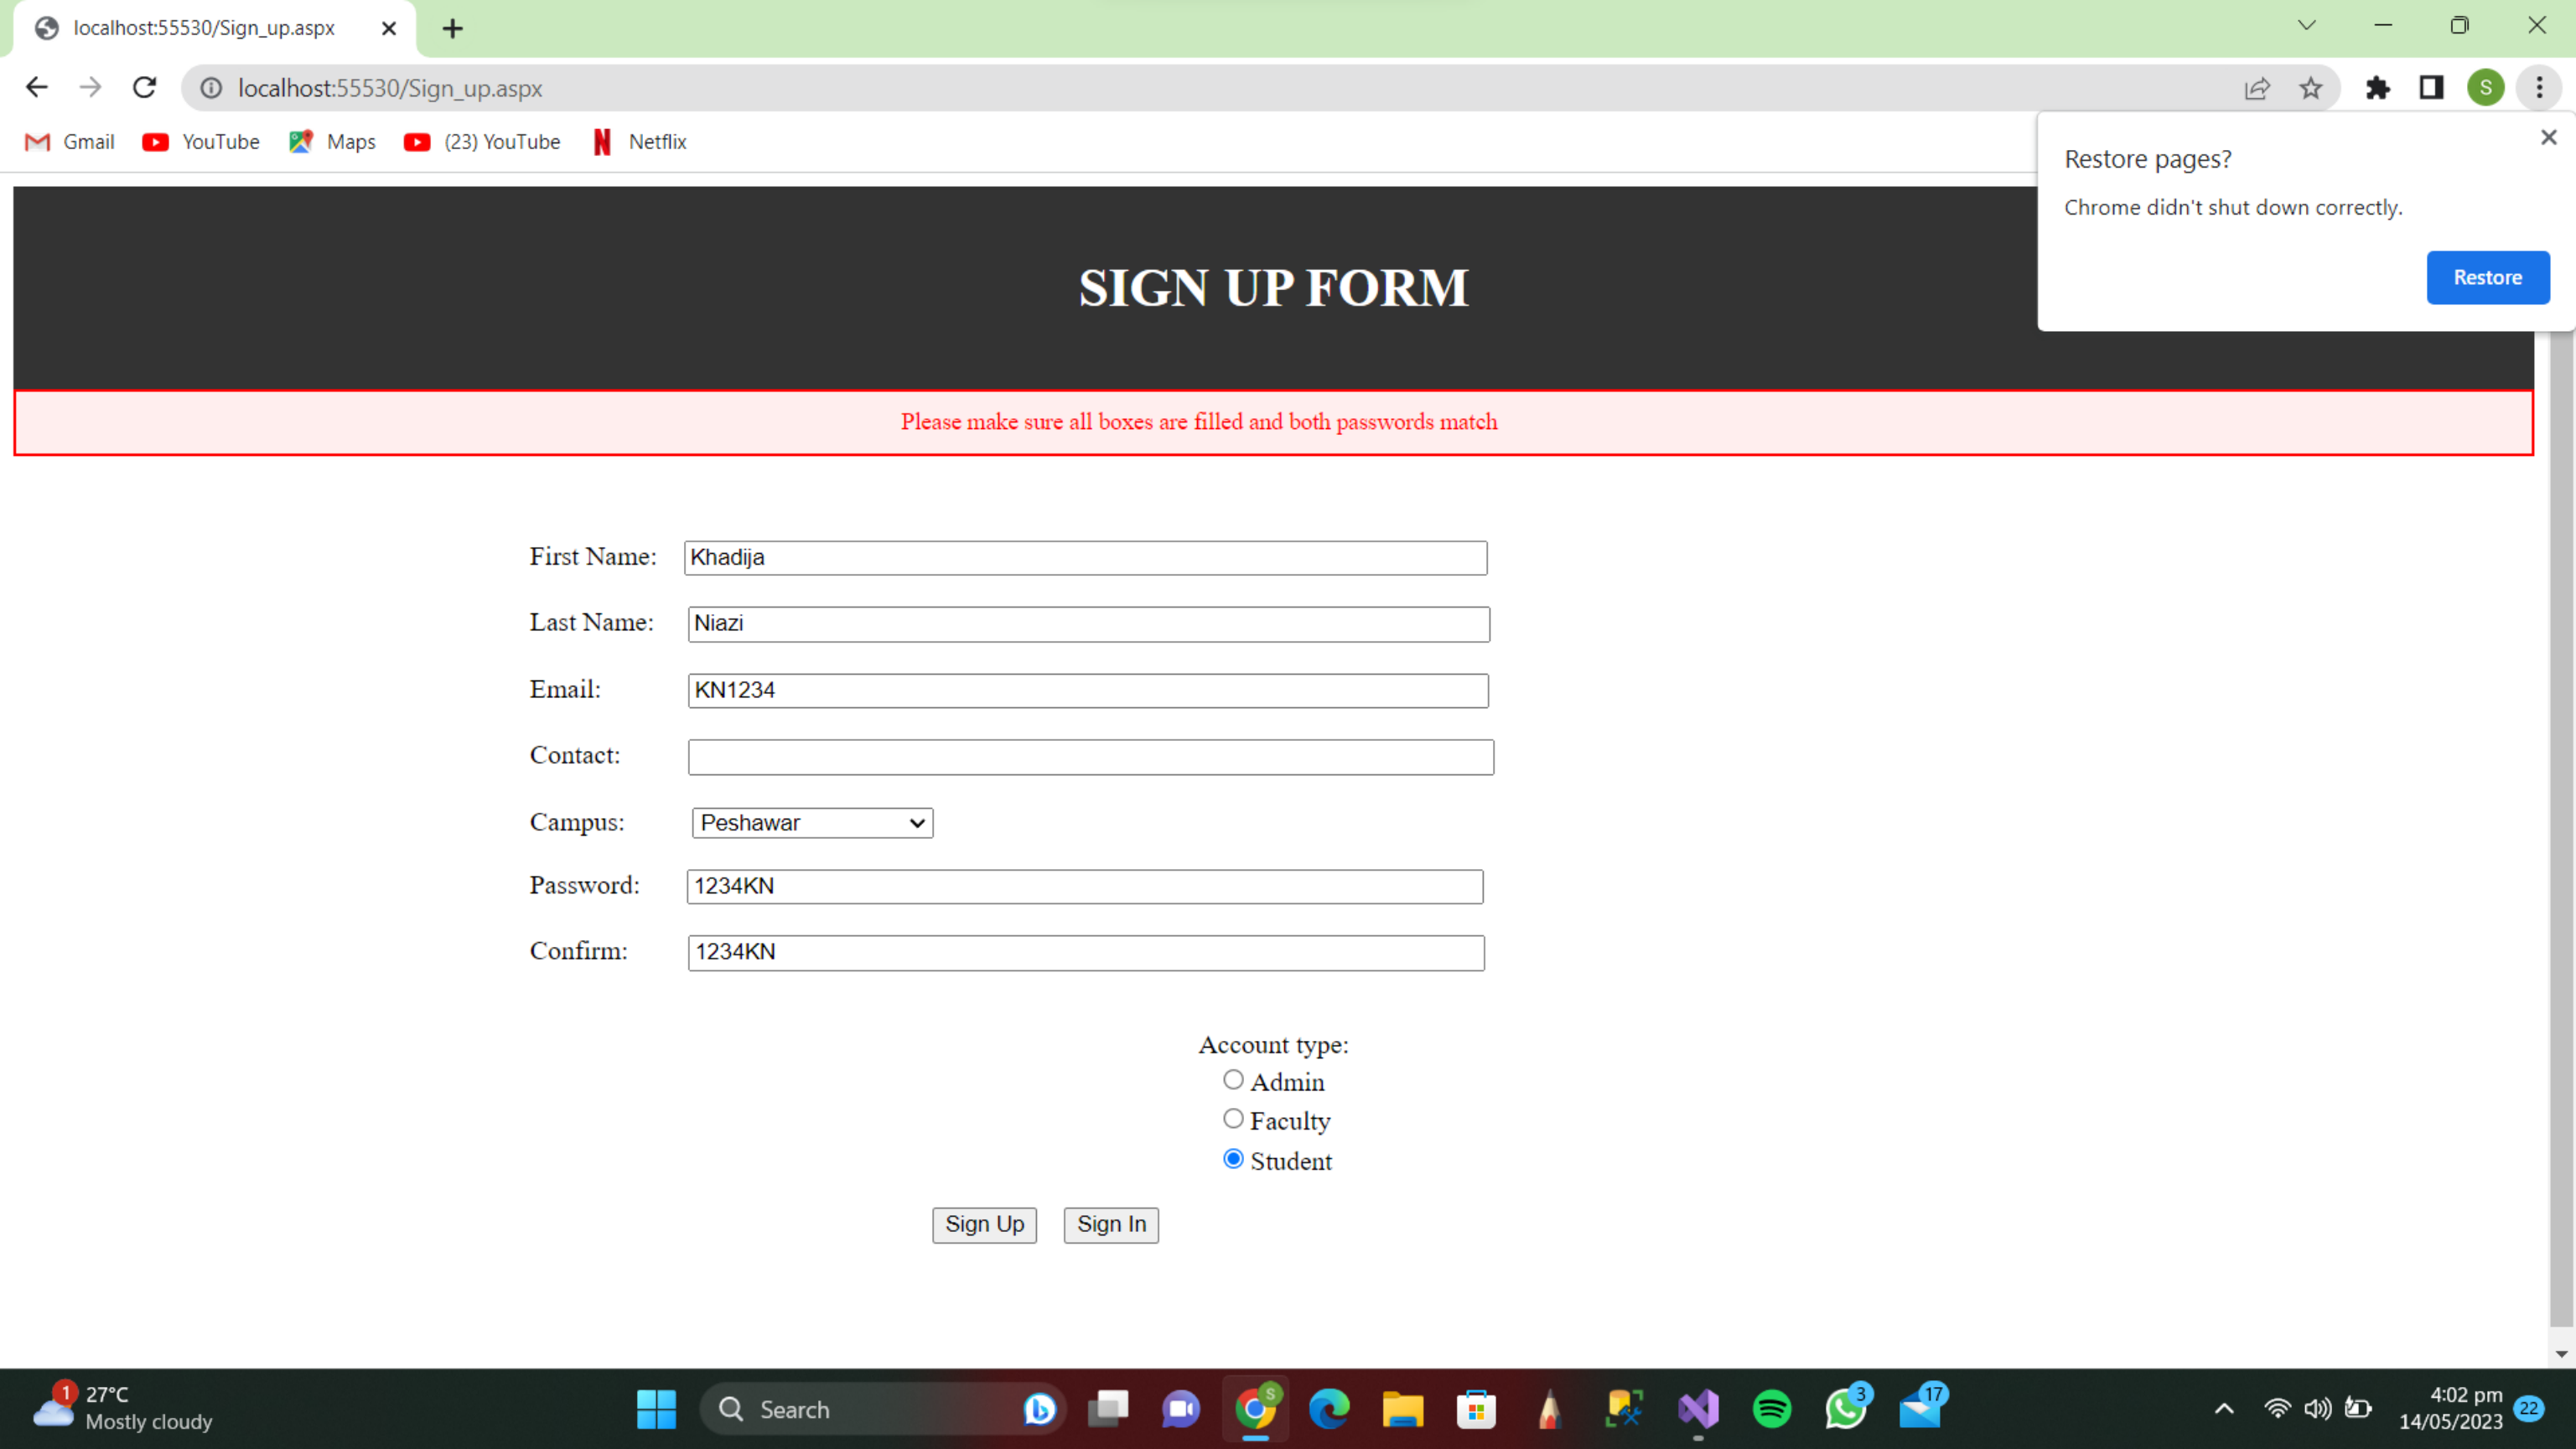 localhost:55530/Sign_up.aspx
localhost:55530/Sign_up.aspx
S
Gmail YouTube Maps (23) YouTube Netflix
Restore pages?
Chrome didn't shut down correctly.
Restore
SIGN UP FORM
Please make sure all boxes are filled and both passwords match
First Name: Khadija
Last Name: Niazi
Email: KN1234
Contact:
Campus: Peshawar
Password: 1234KN
Confirm: 1234KN
Account type:
Admin
Faculty
Student
Sign Up Sign In
1 27°C
Mostly cloudy
Search
S
3
17
4:02 pm
14/05/2023
22